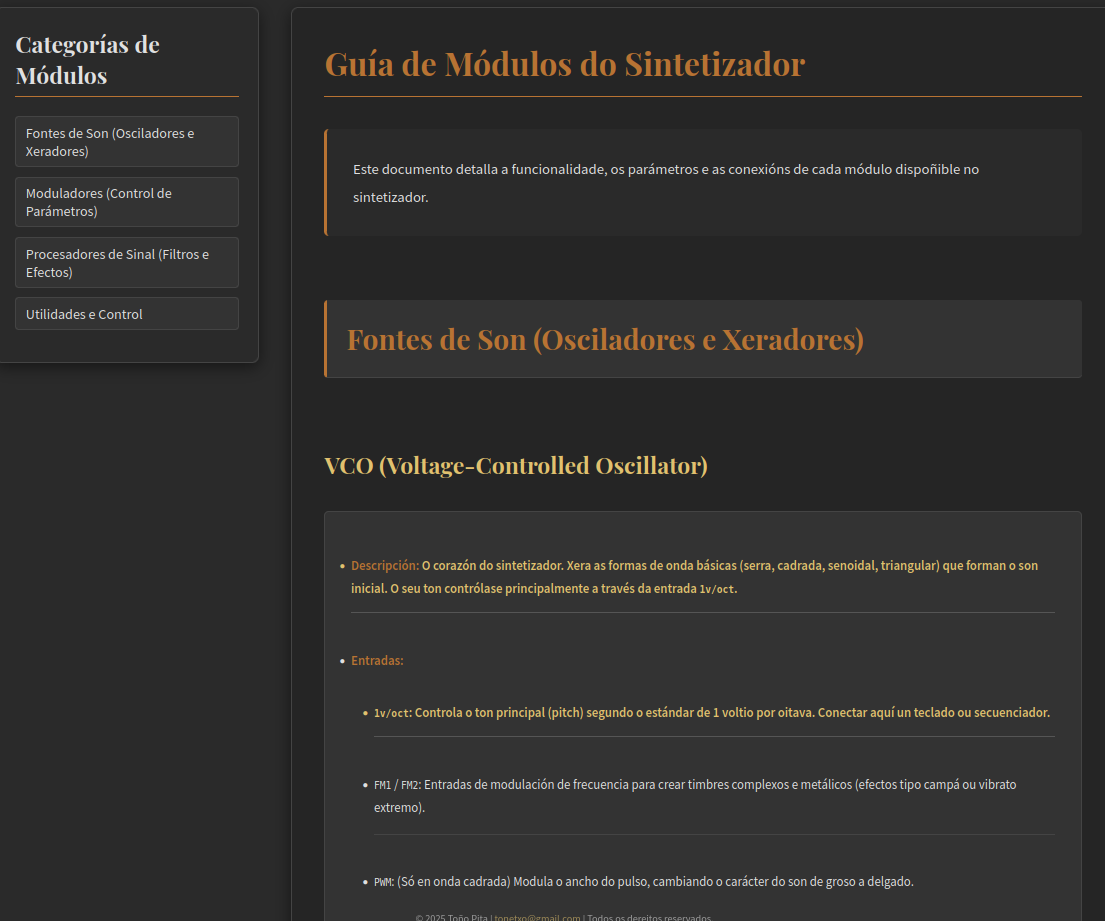 Categorías de
Módulos
Fontes de Son (Osciladores e
Xeradores)
Moduladores (Control de
Parámetros)
Procesadores de Sinal (Filtros e
Efectos)
Utilidades e Control
Guía de Módulos do Sintetizador
Este documento detalla a funcionalidade, os parámetros e as conexións de cada módulo dispoñible no
sintetizador.
Fontes de Son (Osciladores e Xeradores)
VCO (Voltage-Controlled Oscillator)
• Descripción: O corazón do sintetizador. Xera as formas de onda básicas (serra, cadrada, senoidal, triangular) que forman o son
inicial. O seu ton contrólase principalmente a través da entrada 1v/oct.
• Entradas:
• 1v/oct: Controla o ton principal (pitch) segundo o estándar de 1 voltio por oitava. Conectar aquí un teclado ou secuenciador.
• FM1 / FM2: Entradas de modulación de frecuencia para crear timbres complexos e metálicos (efectos tipo campá ou vibrato
extremo).
• PWM: (Só en onda cadrada) Modula o ancho do pulso, cambiando o carácter do son de groso a delgado.
© 2025 Toño Pita | tonetxo@gmail.com | Todos os dereitos reservados